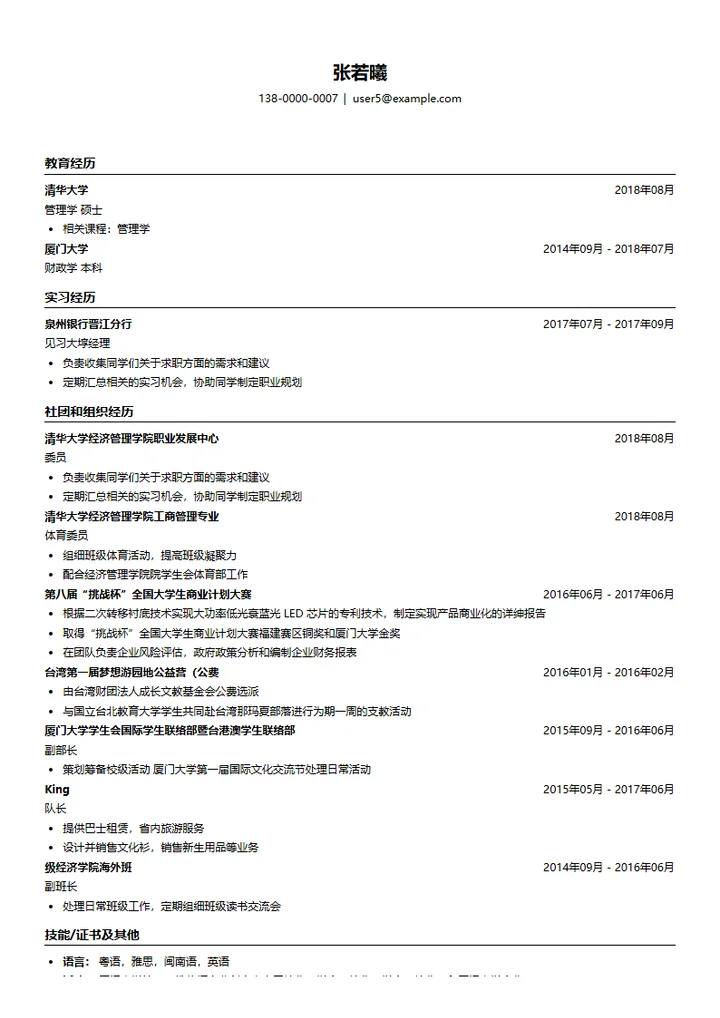 张若曦
138-0000-0007 | user5@example.com
教育经历
清华大学 2018年08月
管理学 硕士
• 相关课程：管理学
厦门大学 2014年09月 - 2018年07月
财政学 本科
实习经历
泉州银行晋江分行 2017年07月 - 2017年09月
见习大堂经理
• 负责收集同学们关于求职方面的需求和建议
• 定期汇总相关的实习机会，协助同学制定职业规划
社团和组织经历
清华大学经济管理学院职业发展中心 2018年08月
委员
• 负责收集同学们关于求职方面的需求和建议
• 定期汇总相关的实习机会，协助同学制定职业规划
清华大学经济管理学院工商管理专业 2018年08月
体育委员
• 组细班级体育活动，提高班级凝聚力
• 配合经济管理学院院学生会体育部工作
第八届“挑战杯”全国大学生商业计划大赛 2016年06月 - 2017年06月
• 根据二次转移衬底技术实现大功率低光衰蓝光 LED 芯片的专利技术，制定实现产品商业化的详绅报告
• 取得“挑战杯”全国大学生商业计划大赛福建赛区铜奖和厦门大学金奖
• 在团队负责企业风险评估，政府政策分析和编制企业财务报表
台湾第一届梦想游园地公益营（公费 2016年01月 - 2016年02月
• 由台湾财团法人成长文教基金会公费选派
• 与国立台北教育大学学生共同赴台湾那玛夏部落进行为期一周的支教活动
厦门大学学生会国际学生联络部暨台港澳学生联络部 2015年09月 - 2016年06月
副部长
• 策划筹备校级活动 厦门大学第一届国际文化交流节处理日常活动
King 2015年05月 - 2017年06月
队长
• 提供巴士租赁，省内旅游服务
• 设计并销售文化衫，销售新生用品等业务
级经济学院海外班 2014年09月 - 2016年06月
副班长
• 处理日常班级工作，定期组细班级读书交流会
技能/证书及其他
• 语言： 粤语，雅思，闽南语，英语